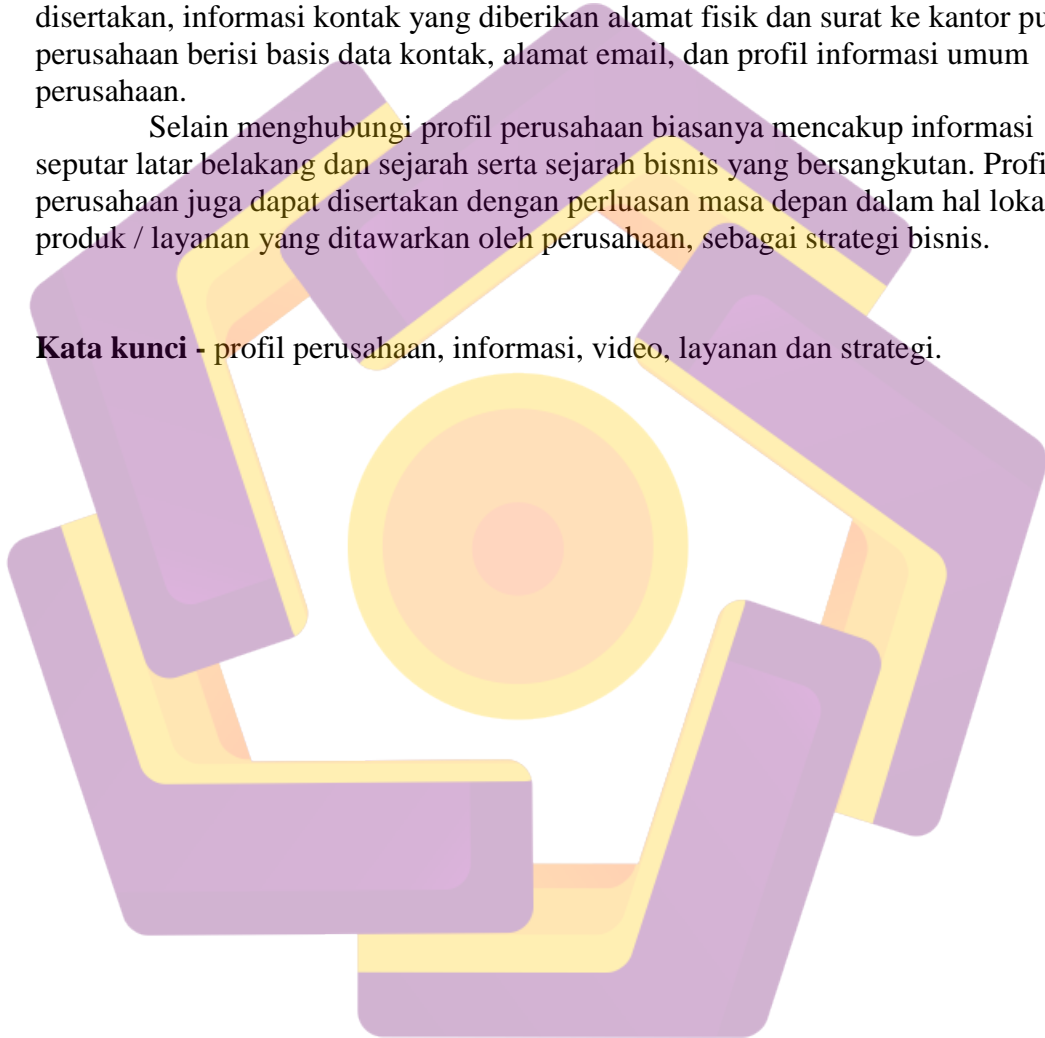 disertakan, informasi kontak yang diberikan alamat fisik dan surat ke kantor pu
perusahaan berisi basis data kontak, alamat email, dan profil informasi umum
perusahaan.
Selain menghubungi profil perusahaan biasanya mencakup informasi
seputar latar belakang dan sejarah serta sejarah bisnis yang bersangkutan. Profi
perusahaan juga dapat disertakan dengan perluasan masa depan dalam hal loka
produk / layanan yang ditawarkan oleh perusahaan, sebagai strategi bisnis.
Kata kunci - profil perusahaan, informasi, video, layanan dan strategi.